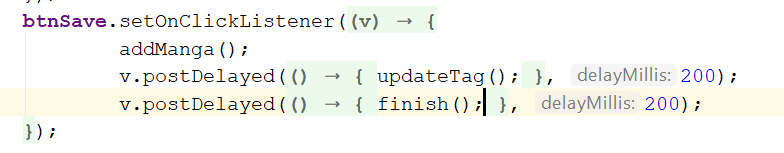 btnSave.setOnClickListener((v) → {
addManga();
v.postDelayed(() → { updateTag(); }, delayMillis: 200);
v.postDelayed(() → { finish(); }, delayMillis: 200);
});